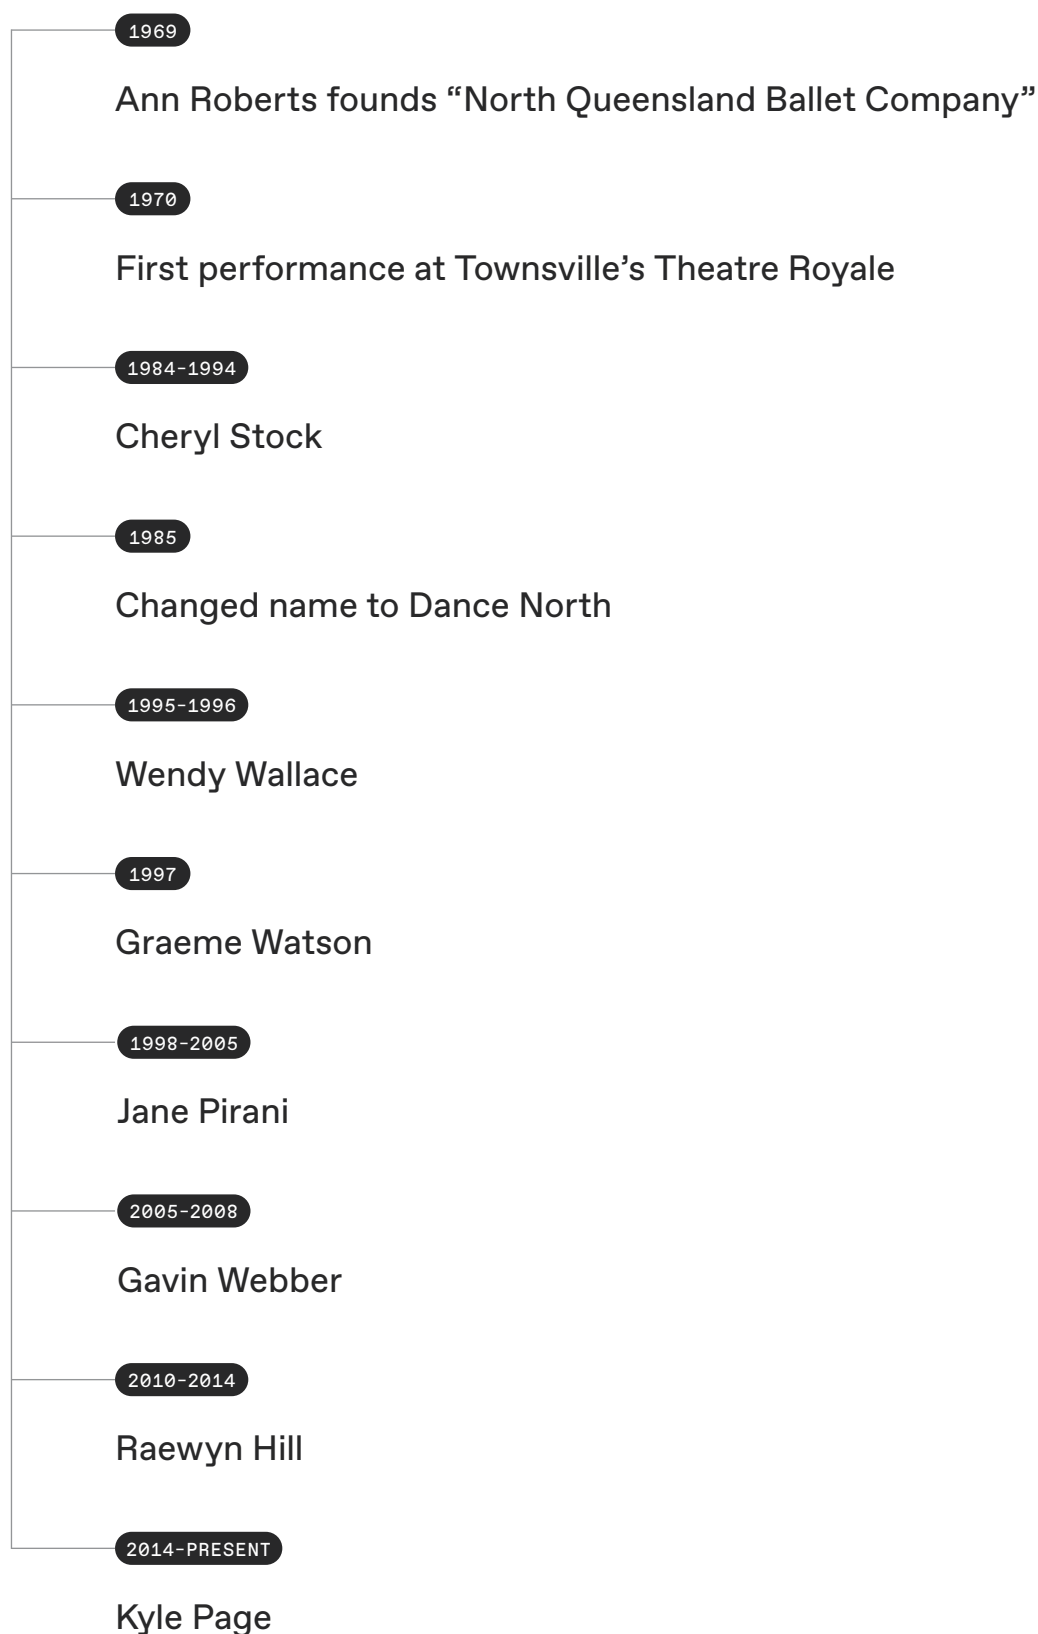 1969
Ann Roberts founds “North Queensland Ballet Company”
1970
First performance at Townsville’s Theatre Royale
1984–1994
Cheryl Stock
1985
Changed name to Dance North
1995–1996
Wendy Wallace
1997
Graeme Watson
1998–2005
Jane Pirani
2005–2008
Gavin Webber
2010–2014
Raewyn Hill
2014–PRESENT
Kyle Page